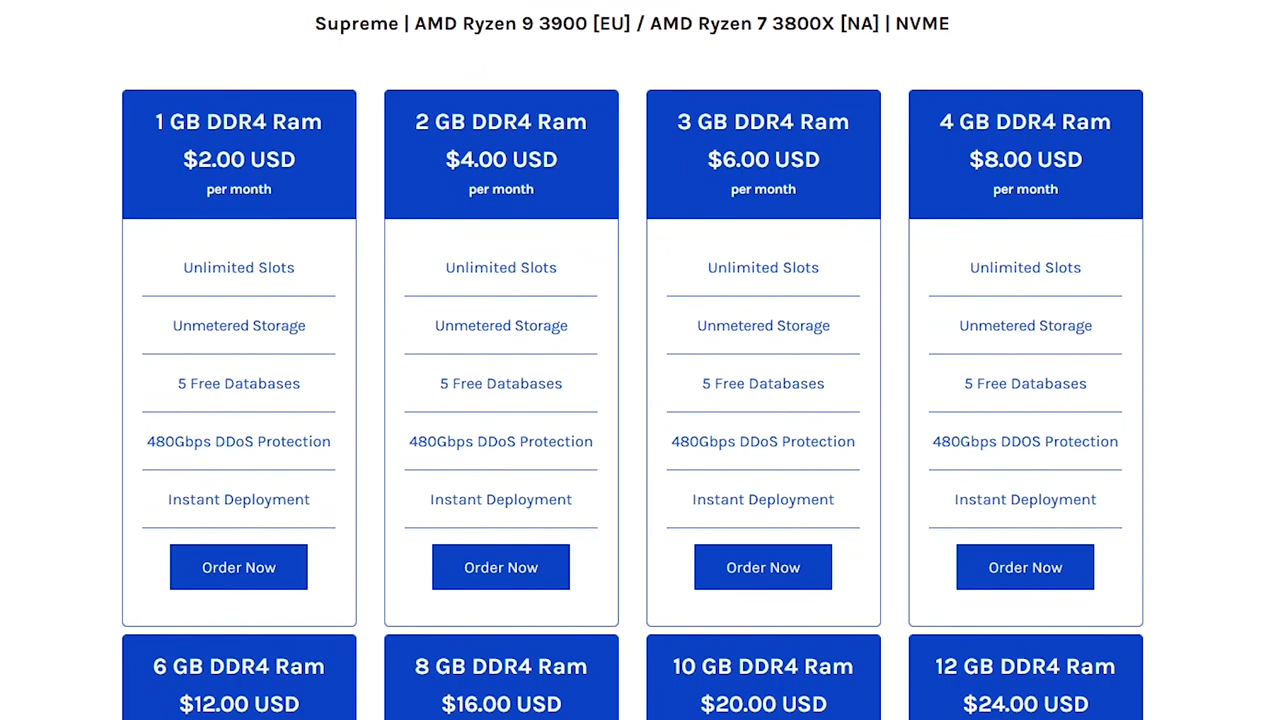 Supreme | AMD Ryzen 9 3900 [EU] / AMD Ryzen 7 3800X [NA] | NVME
1 GB DDR4 Ram
$2.00 USD
per month
Unlimited Slots
Unmetered Storage
5 Free Databases
480Gbps DDoS Protection
Instant Deployment
Order Now
2 GB DDR4 Ram
$4.00 USD
per month
Unlimited Slots
Unmetered Storage
5 Free Databases
480Gbps DDoS Protection
Instant Deployment
Order Now
3 GB DDR4 Ram
$6.00 USD
per month
Unlimited Slots
Unmetered Storage
5 Free Databases
480Gbps DDoS Protection
Instant Deployment
Order Now
4 GB DDR4 Ram
$8.00 USD
per month
Unlimited Slots
Unmetered Storage
5 Free Databases
480Gbps DDOS Protection
Instant Deployment
Order Now
6 GB DDR4 Ram
$12.00 USD
8 GB DDR4 Ram
$16.00 USD
10 GB DDR4 Ram
$20.00 USD
12 GB DDR4 Ram
$24.00 USD